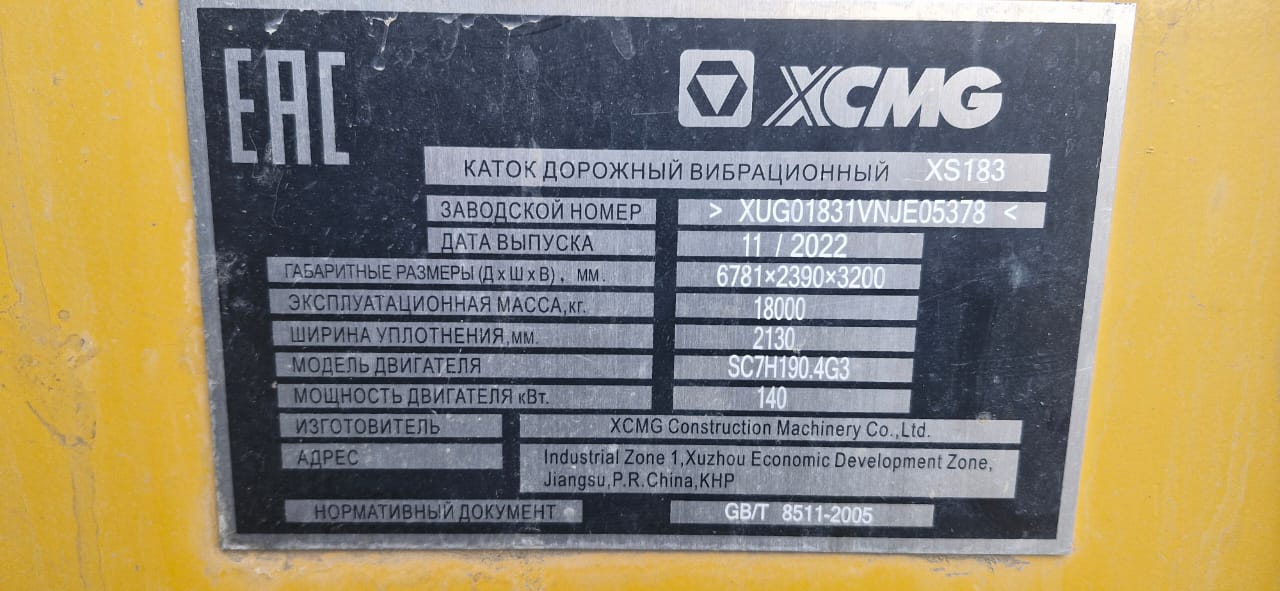 EAC
XCMG
КАТОК ДОРОЖНЫЙ ВИБРАЦИОННЫЙ XS183
ЗАВОДСКОЙ НОМЕР > XUG01831VNJE05378 <
ДАТА ВЫПУСКА 11 / 2022
ГАБАРИТНЫЕ РАЗМЕРЫ (Д х Ш х В) , мм. 6781×2390×3200
ЭКСПЛУАТАЦИОННАЯ МАССА,кг. 18000
ШИРИНА УПЛОТНЕНИЯ,мм. 2130
МОДЕЛЬ ДВИГАТЕЛЯ SC7H190.4G3
МОЩНОСТЬ ДВИГАТЕЛЯ кВт. 140
ИЗГОТОВИТЕЛЬ XCMG Construction Machinery Co.,Ltd.
АДРЕС Industrial Zone 1,Xuzhou Economic Development Zone,
Jiangsu,P.R.China,КНР
НОРМАТИВНЫЙ ДОКУМЕНТ GB/T 8511-2005